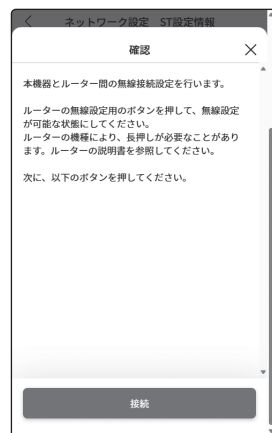 ネットワーク設定 ST設定情報
確認
本機器とルーター間の無線接続設定を行います。
ルーターの無線設定用のボタンを押して、無線設定
が可能な状態にしてください。
ルーターの機種により、長押しが必要なことがあり
ます。ルーターの説明書を参照してください。
次に、以下のボタンを押してください。
接続